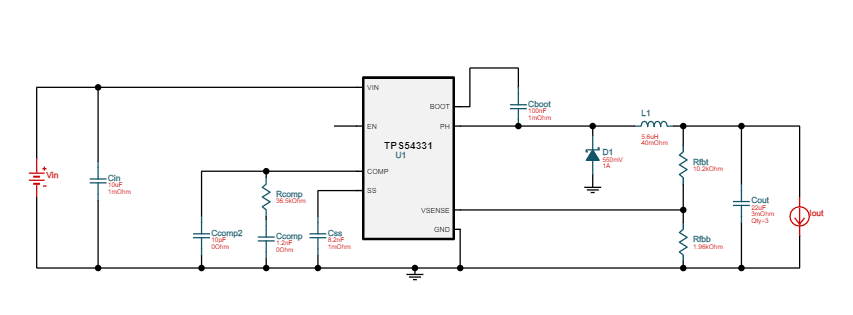 VIN
BOOT
Cboot
100nF
1mOhm
L1
EN
PH
5.6uH
40mOhm
TPS54331
U1
D1
550mV
1A
Rfbt
10.2kOhm
Vin
Cin
10uF
1mOhm
COMP
SS
Rcomp
36.5kOhm
VSENSE
Cout
22uF
3mOhm
Qty=3
Iout
GND
Ccomp2
10pF
0Ohm
Ccomp
1.2nF
0Ohm
Css
8.2nF
1mOhm
Rfbb
1.96kOhm